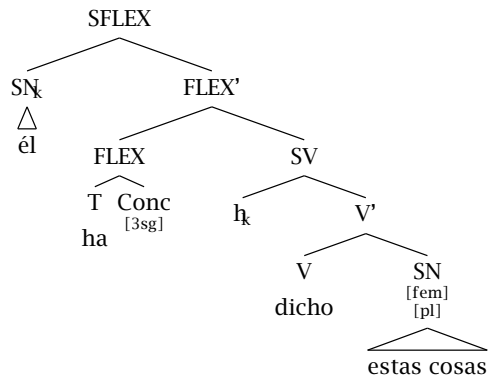 SFLEX
SNk FLEX'
él
FLEX SV
T Conc hk V'
[3sg]
ha
V SN
[fem]
dicho [pl]
estas cosas